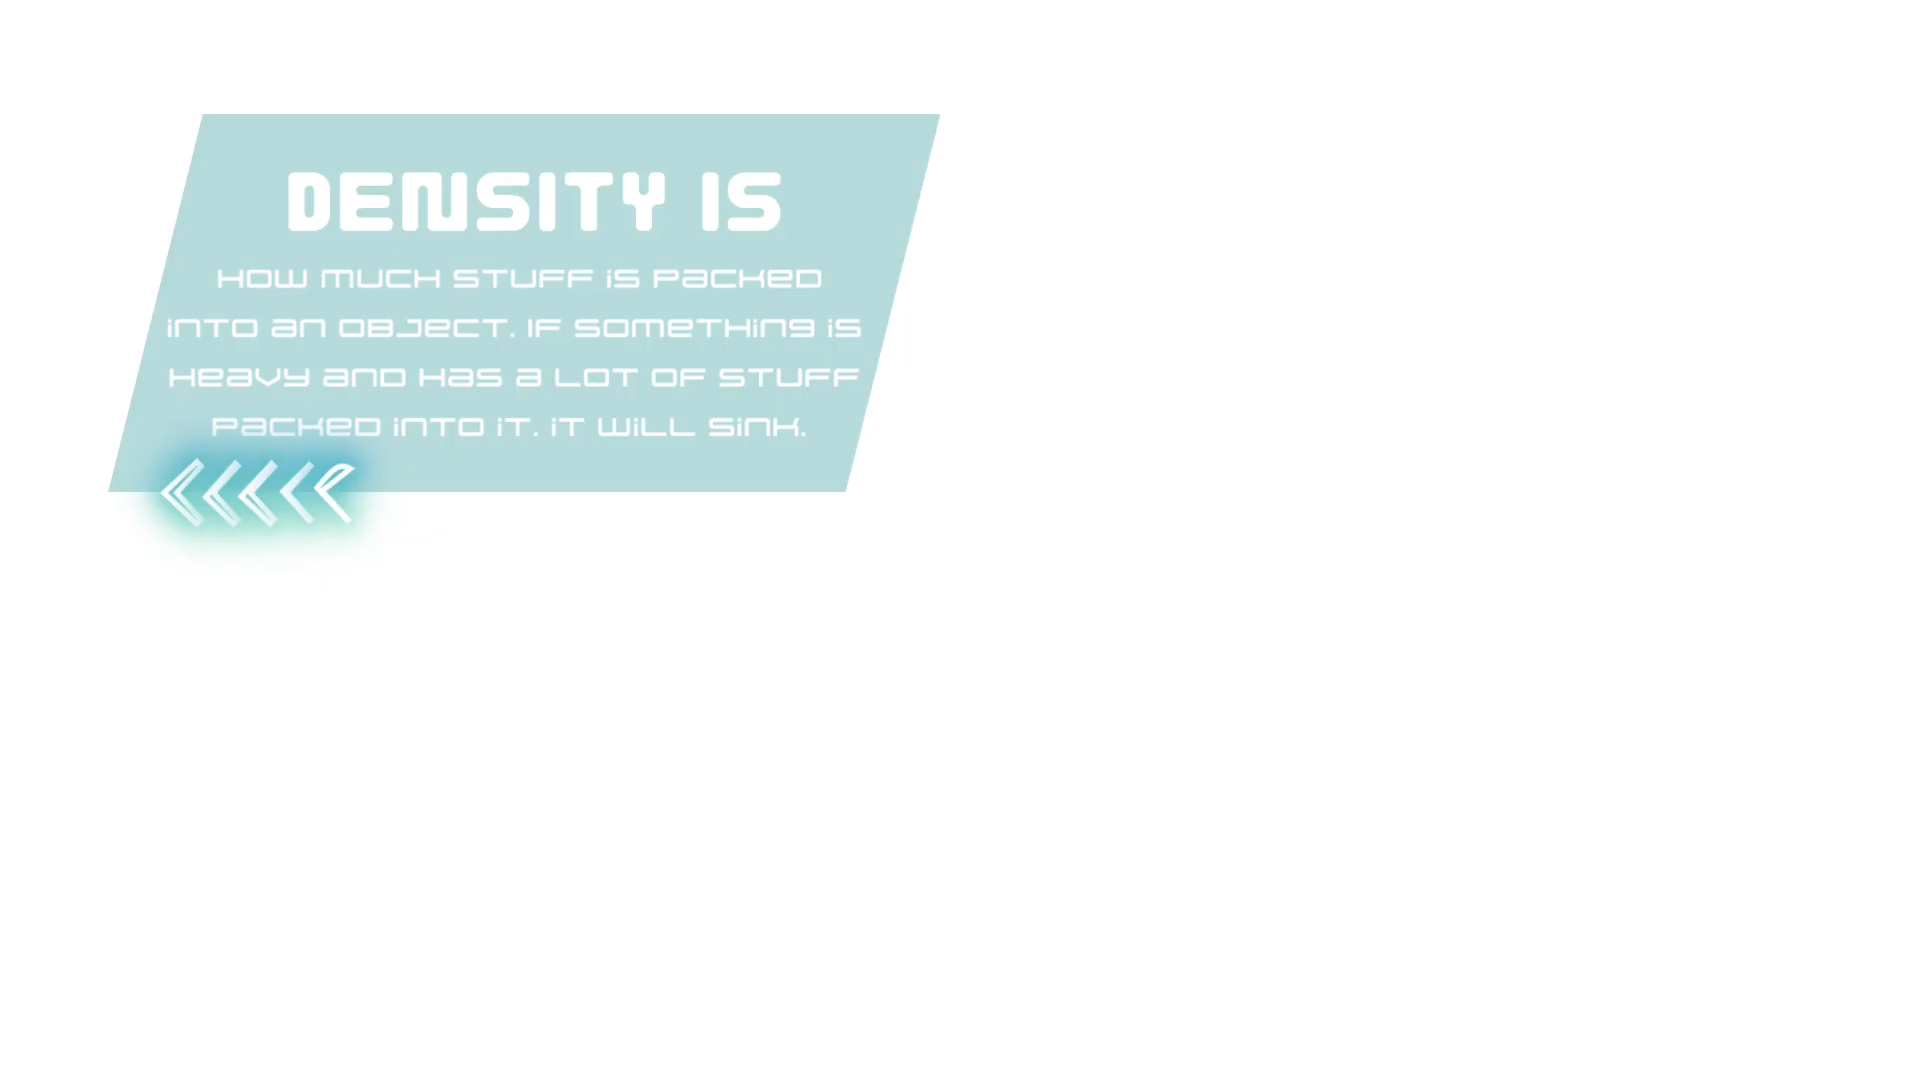 DENSITY IS
HOW MUCH STUFF IS PACKED
INTO AN OBJECT. IF SOMETHING IS
HEAVY AND HAS A LOT OF STUFF
PACKED INTO IT. IT WILL SINK.